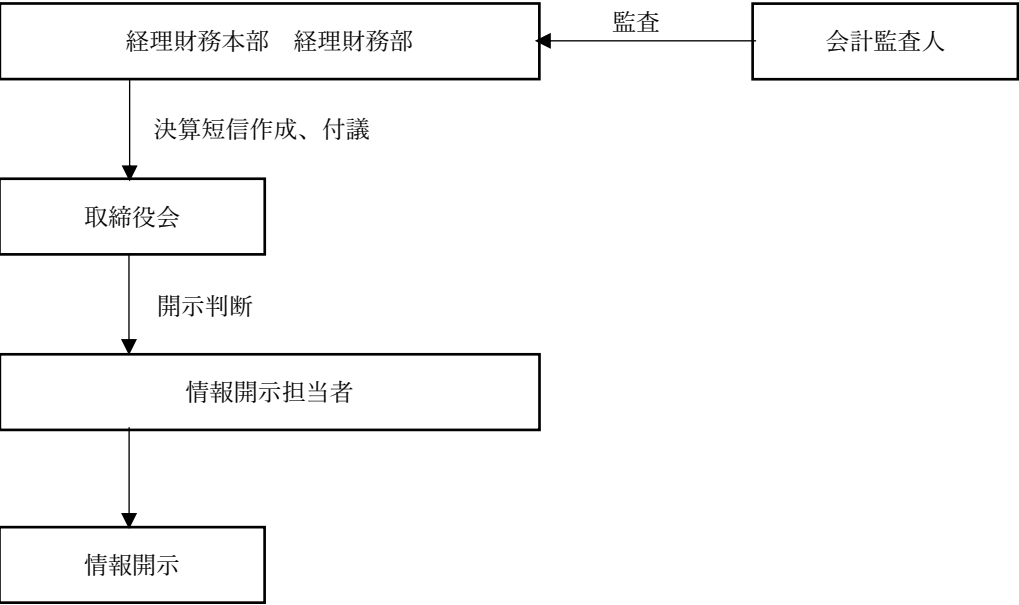 経理財務本部　経理財務部
監査
会計監査人
決算短信作成、付議
取締役会
開示判断
情報開示担当者
情報開示